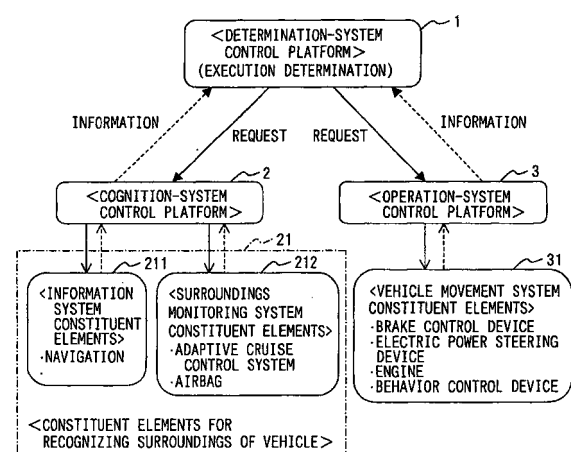 1
<DETERMINATION-SYSTEM
CONTROL PLATFORM>
(EXECUTION DETERMINATION)
INFORMATION
REQUEST
REQUEST
INFORMATION
2
<COGNITION-SYSTEM
CONTROL PLATFORM>
3
<OPERATION-SYSTEM
CONTROL PLATFORM>
21
211
<INFORMATION
SYSTEM
CONSTITUENT
ELEMENTS>
·NAVIGATION
·
212
<SURROUNDINGS
MONITORING SYSTEM
CONSTITUENT ELEMENTS>
·ADAPTIVE CRUISE
CONTROL SYSTEM
·AIRBAG
31
<VEHICLE MOVEMENT SYSTEM
CONSTITUENT ELEMENTS>
·BRAKE CONTROL DEVICE
·ELECTRIC POWER STEERING
DEVICE
·ENGINE
·BEHAVIOR CONTROL DEVICE
<CONSTITUENT ELEMENTS FOR
RECOGNIZING SURROUNDINGS OF VEHICLE>